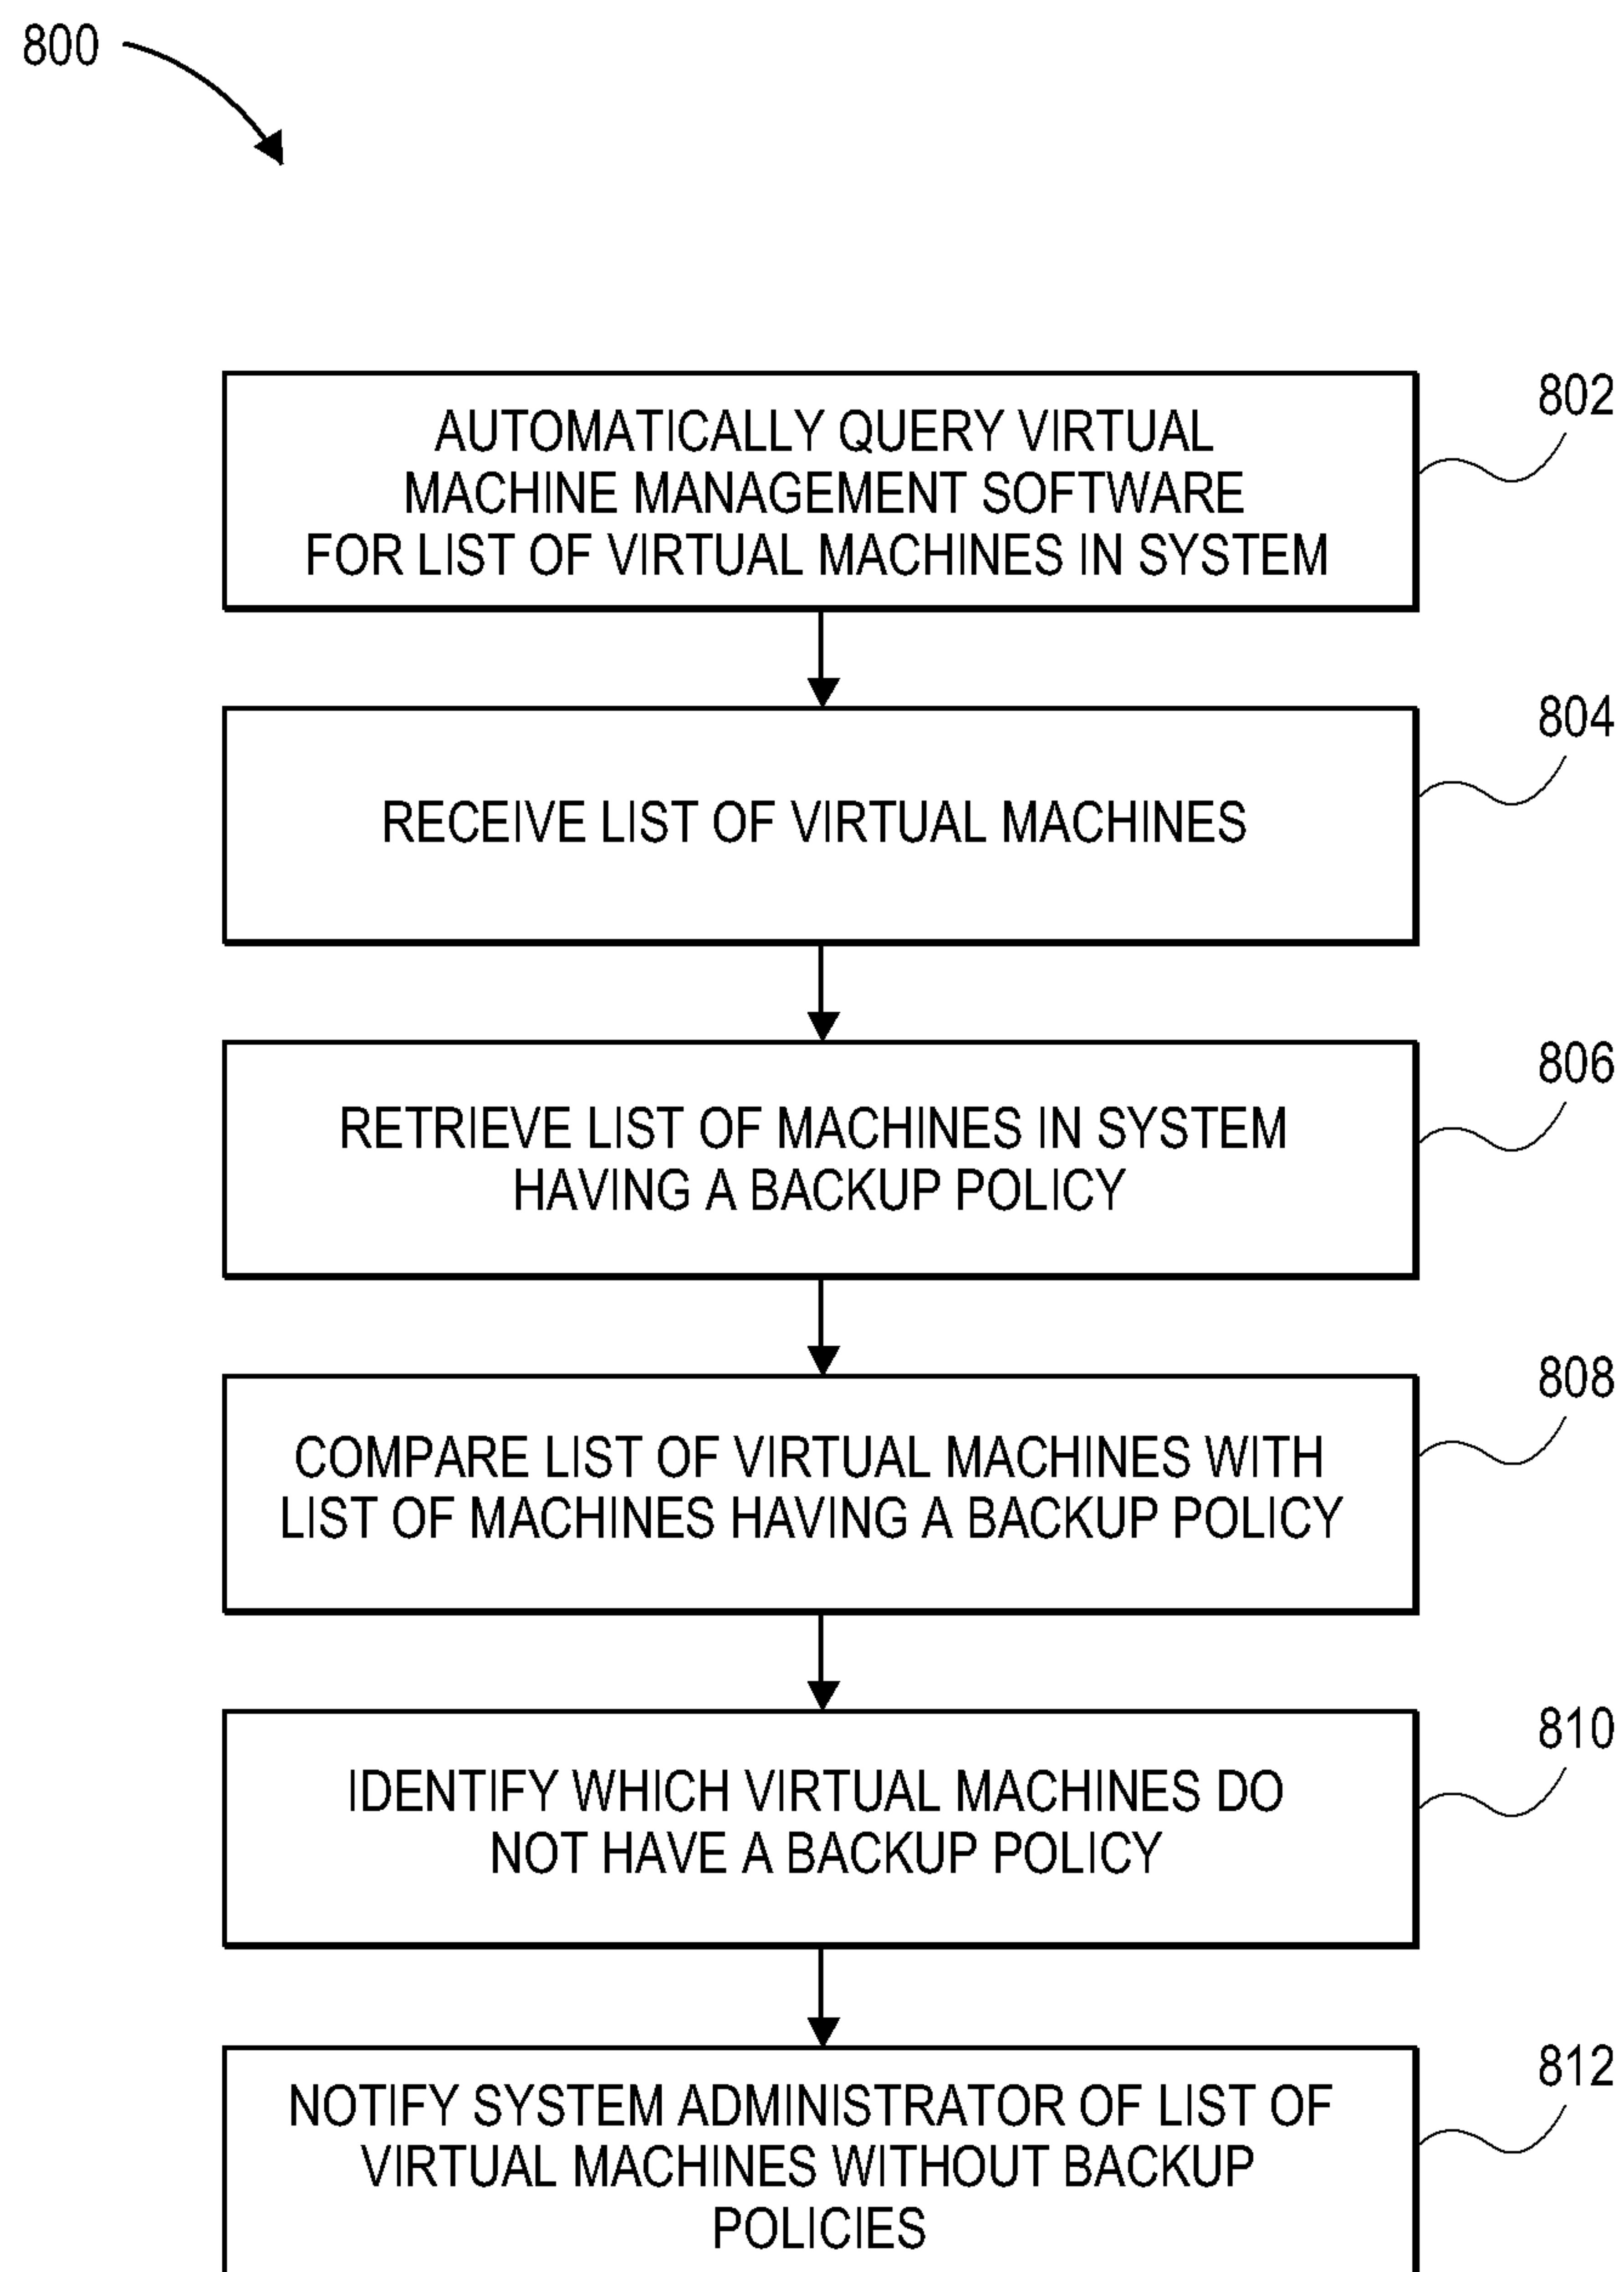 800
802
AUTOMATICALLY QUERY VIRTUAL
MACHINE MANAGEMENT SOFTWARE
FOR LIST OF VIRTUAL MACHINES IN SYSTEM
804
RECEIVE LIST OF VIRTUAL MACHINES
806
RETRIEVE LIST OF MACHINES IN SYSTEM
HAVING A BACKUP POLICY
808
COMPARE LIST OF VIRTUAL MACHINES WITH
LIST OF MACHINES HAVING A BACKUP POLICY
810
IDENTIFY WHICH VIRTUAL MACHINES DO
NOT HAVE A BACKUP POLICY
812
NOTIFY SYSTEM ADMINISTRATOR OF LIST OF
VIRTUAL MACHINES WITHOUT BACKUP
POLICIES